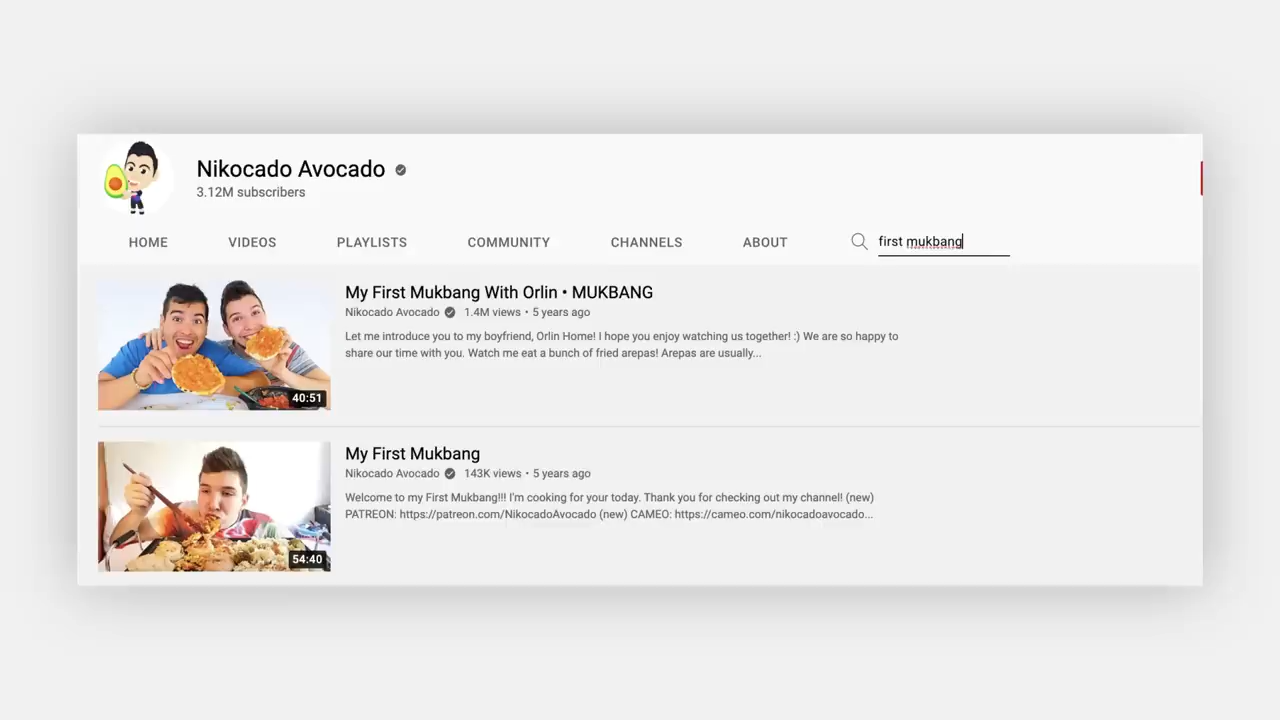 Nikocado Avocado
3.12M subscribers
HOME VIDEOS PLAYLISTS COMMUNITY CHANNELS ABOUT first mukbang
My First Mukbang With Orlin • MUKBANG
Nikocado Avocado 1.4M views • 5 years ago
Let me introduce you to my boyfriend, Orlin Home! I hope you enjoy watching us together! :) We are so happy to
share our time with you. Watch me eat a bunch of fried arepas! Arepas are usually...
40:51
My First Mukbang
Nikocado Avocado 143K views • 5 years ago
Welcome to my First Mukbang!!! I'm cooking for your today. Thank you for checking out my channel! (new)
PATREON: https://patreon.com/NikocadoAvocado (new) CAMEO: https://cameo.com/nikocadoavocado...
54:40